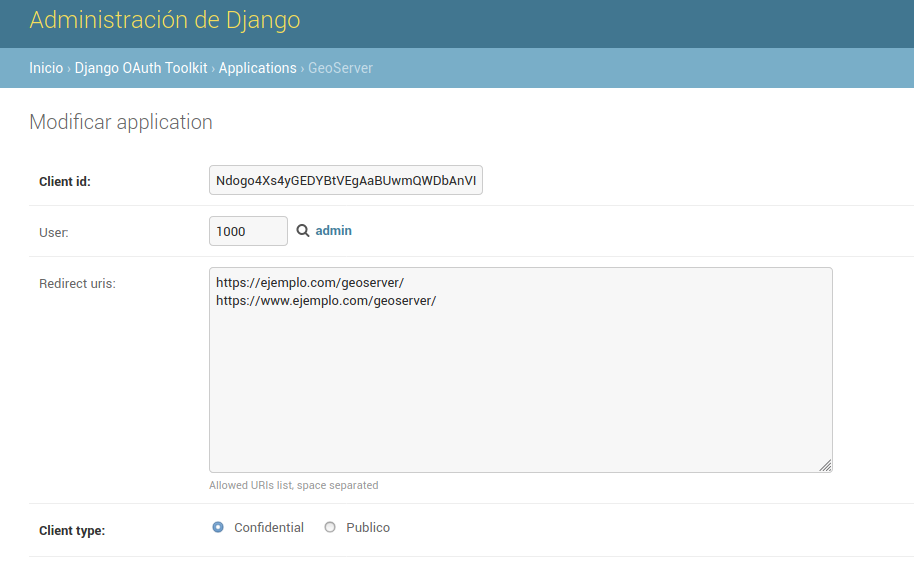 Administración de Django
Inicio › Django OAuth Toolkit › Applications › GeoServer
Modificar application
Client id: Ndogo4Xs4yGEDYBtVEgAaBUwmQWDbAnVI
User: 1000 admin
Redirect uris: https://ejemplo.com/geoserver/
https://www.ejemplo.com/geoserver/
Allowed URIs list, space separated
Client type: Confidential Publico